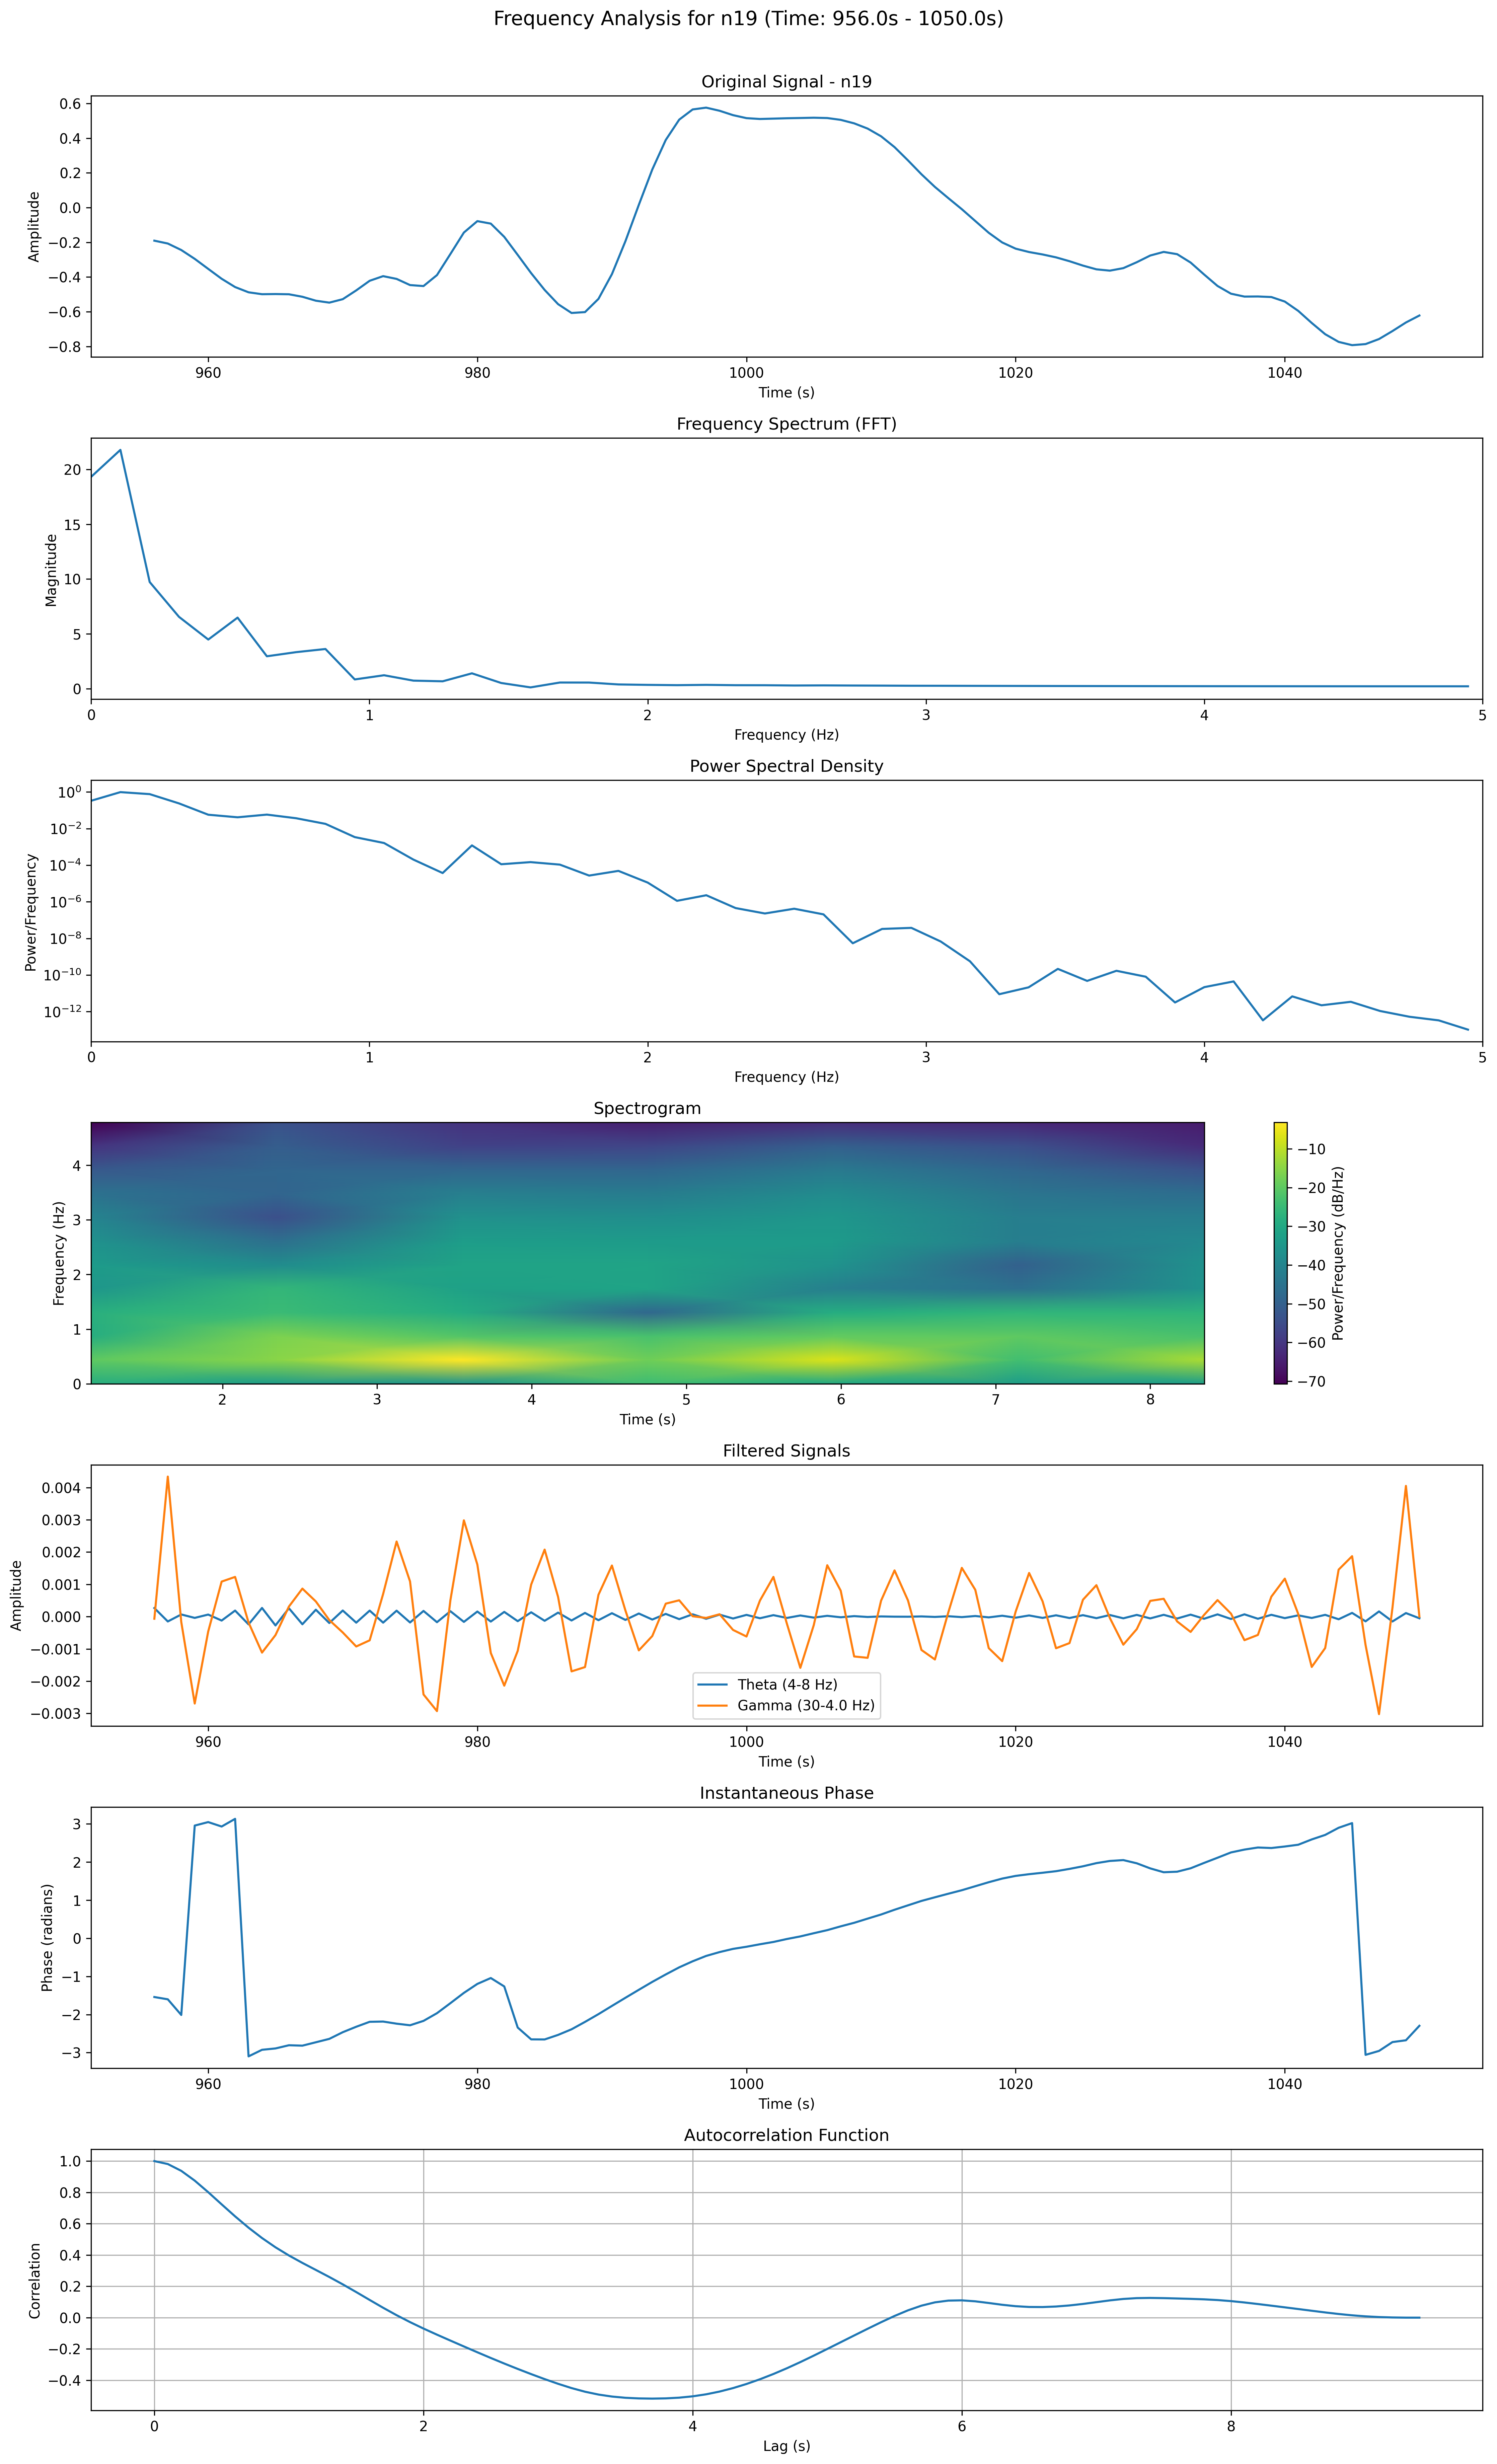 Frequency Analysis for n19 (Time: 956.0s - 1050.0s)
Original Signal - n19
Amplitude
0.6
0.4
0.2
0.0
−0.2
−0.4
−0.6
−0.8
960 980 1000 1020 1040
Time (s)
Frequency Spectrum (FFT)
Magnitude
20
15
10
5
0
0 1 2 3 4 5
Frequency (Hz)
Power Spectral Density
Power/Frequency
10⁰
10⁻²
10⁻⁴
10⁻⁶
10⁻⁸
10⁻¹⁰
10⁻¹²
0 1 2 3 4 5
Frequency (Hz)
Spectrogram
Frequency (Hz)
4
3
2
1
0
2 3 4 5 6 7 8
Time (s)
−10
−20
−30
−40
−50
−60
−70
Power/Frequency (dB/Hz)
Filtered Signals
Amplitude
0.004
0.003
0.002
0.001
0.000
−0.001
−0.002
−0.003
Theta (4-8 Hz)
Gamma (30-4.0 Hz)
960 980 1000 1020 1040
Time (s)
Instantaneous Phase
Phase (radians)
3
2
1
0
−1
−2
−3
960 980 1000 1020 1040
Time (s)
Autocorrelation Function
Correlation
1.0
0.8
0.6
0.4
0.2
0.0
−0.2
−0.4
0 2 4 6 8
Lag (s)